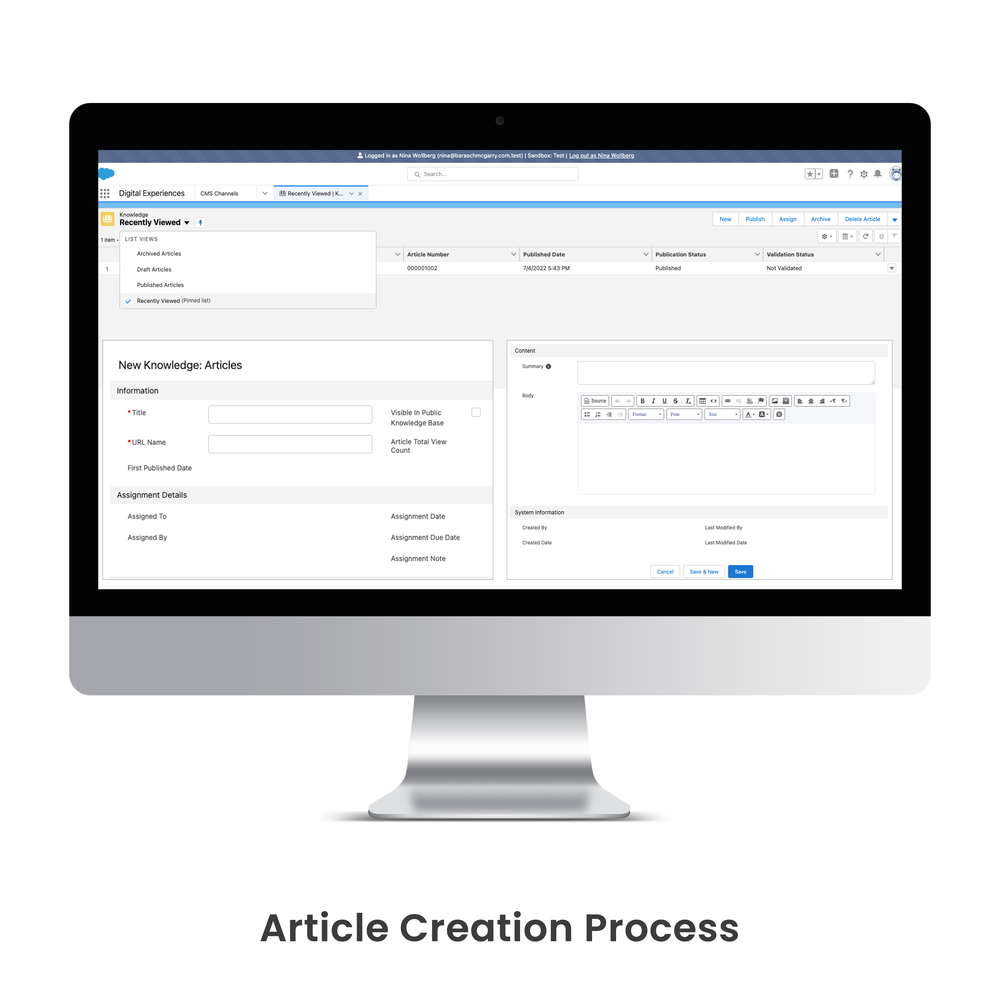 Logged in as Nina Wollberg (nina@baraschmcgarry.com.test) | Sandbox: Test | Log out as Nina Wollberg
Search...
Digital Experiences CMS Channels Recently Viewed | K...
Knowledge
Recently Viewed
New Publish Assign Archive Delete Article
1 item
LIST VIEWS
Archived Articles
Draft Articles
Published Articles
Recently Viewed (Pinned list)
Article Number Published Date Publication Status Validation Status
1 000001002 7/4/2022 5:43 PM Published Not Validated
New Knowledge: Articles
Information
*Title
Visible In Public
Knowledge Base
*URL Name
Article Total View
Count
First Published Date
Assignment Details
Assigned To
Assignment Date
Assigned By
Assignment Due Date
Assignment Note
Content
Summary
Body
Source B I U S Tx
Format Font Size A A
System Information
Created By
Last Modified By
Created Date
Last Modified Date
Cancel Save & New Save
Article Creation Process